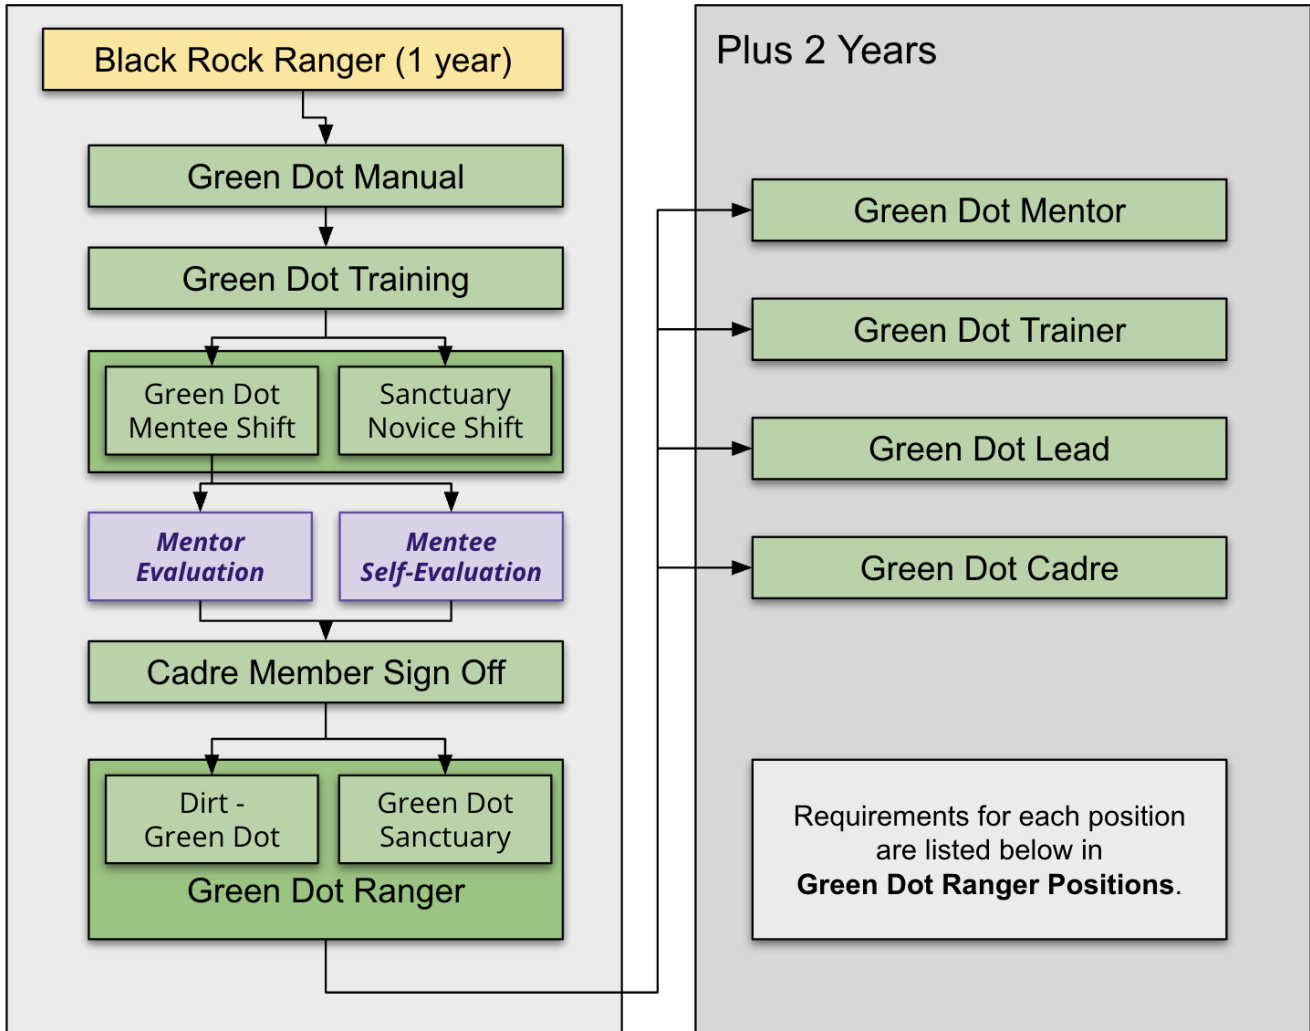 Black Rock Ranger (1 year)
Green Dot Manual
Green Dot Training
Green Dot
Mentee Shift
Sanctuary
Novice Shift
Mentor
Evaluation
Mentee
Self-Evaluation
Cadre Member Sign Off
Dirt -
Green Dot
Green Dot
Sanctuary
Green Dot Ranger
Plus 2 Years
Green Dot Mentor
Green Dot Trainer
Green Dot Lead
Green Dot Cadre
Requirements for each position
are listed below in
Green Dot Ranger Positions.